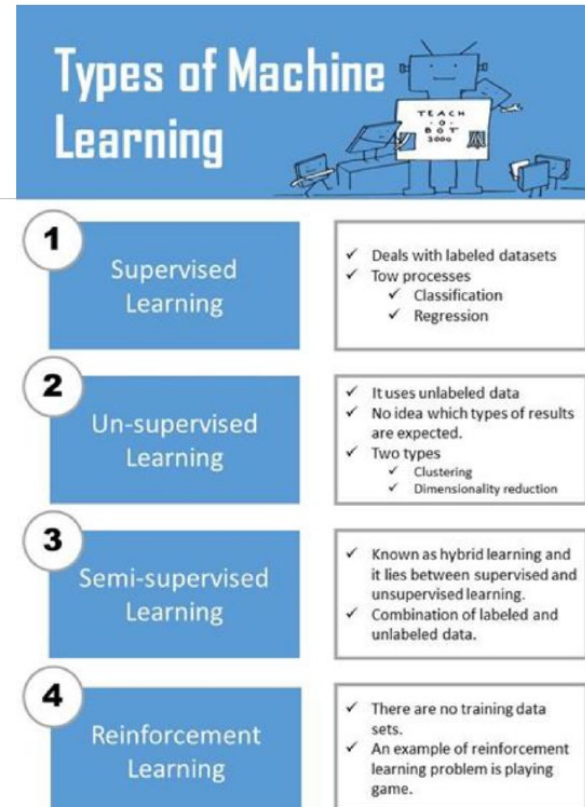 Types of Machine
Learning
TEACH
-O-
BOT
3000
1
Supervised
Learning
✓ Deals with labeled datasets
✓ Tow processes
✓ Classification
✓ Regression
2
Un-supervised
Learning
✓ It uses unlabeled data
✓ No idea which types of results
are expected.
✓ Two types
✓ Clustering
✓ Dimensionality reduction
3
Semi-supervised
Learning
✓ Known as hybrid learning and
it lies between supervised and
unsupervised learning.
✓ Combination of labeled and
unlabeled data.
4
Reinforcement
Learning
✓ There are no training data
sets.
✓ An example of reinforcement
learning problem is playing
game.